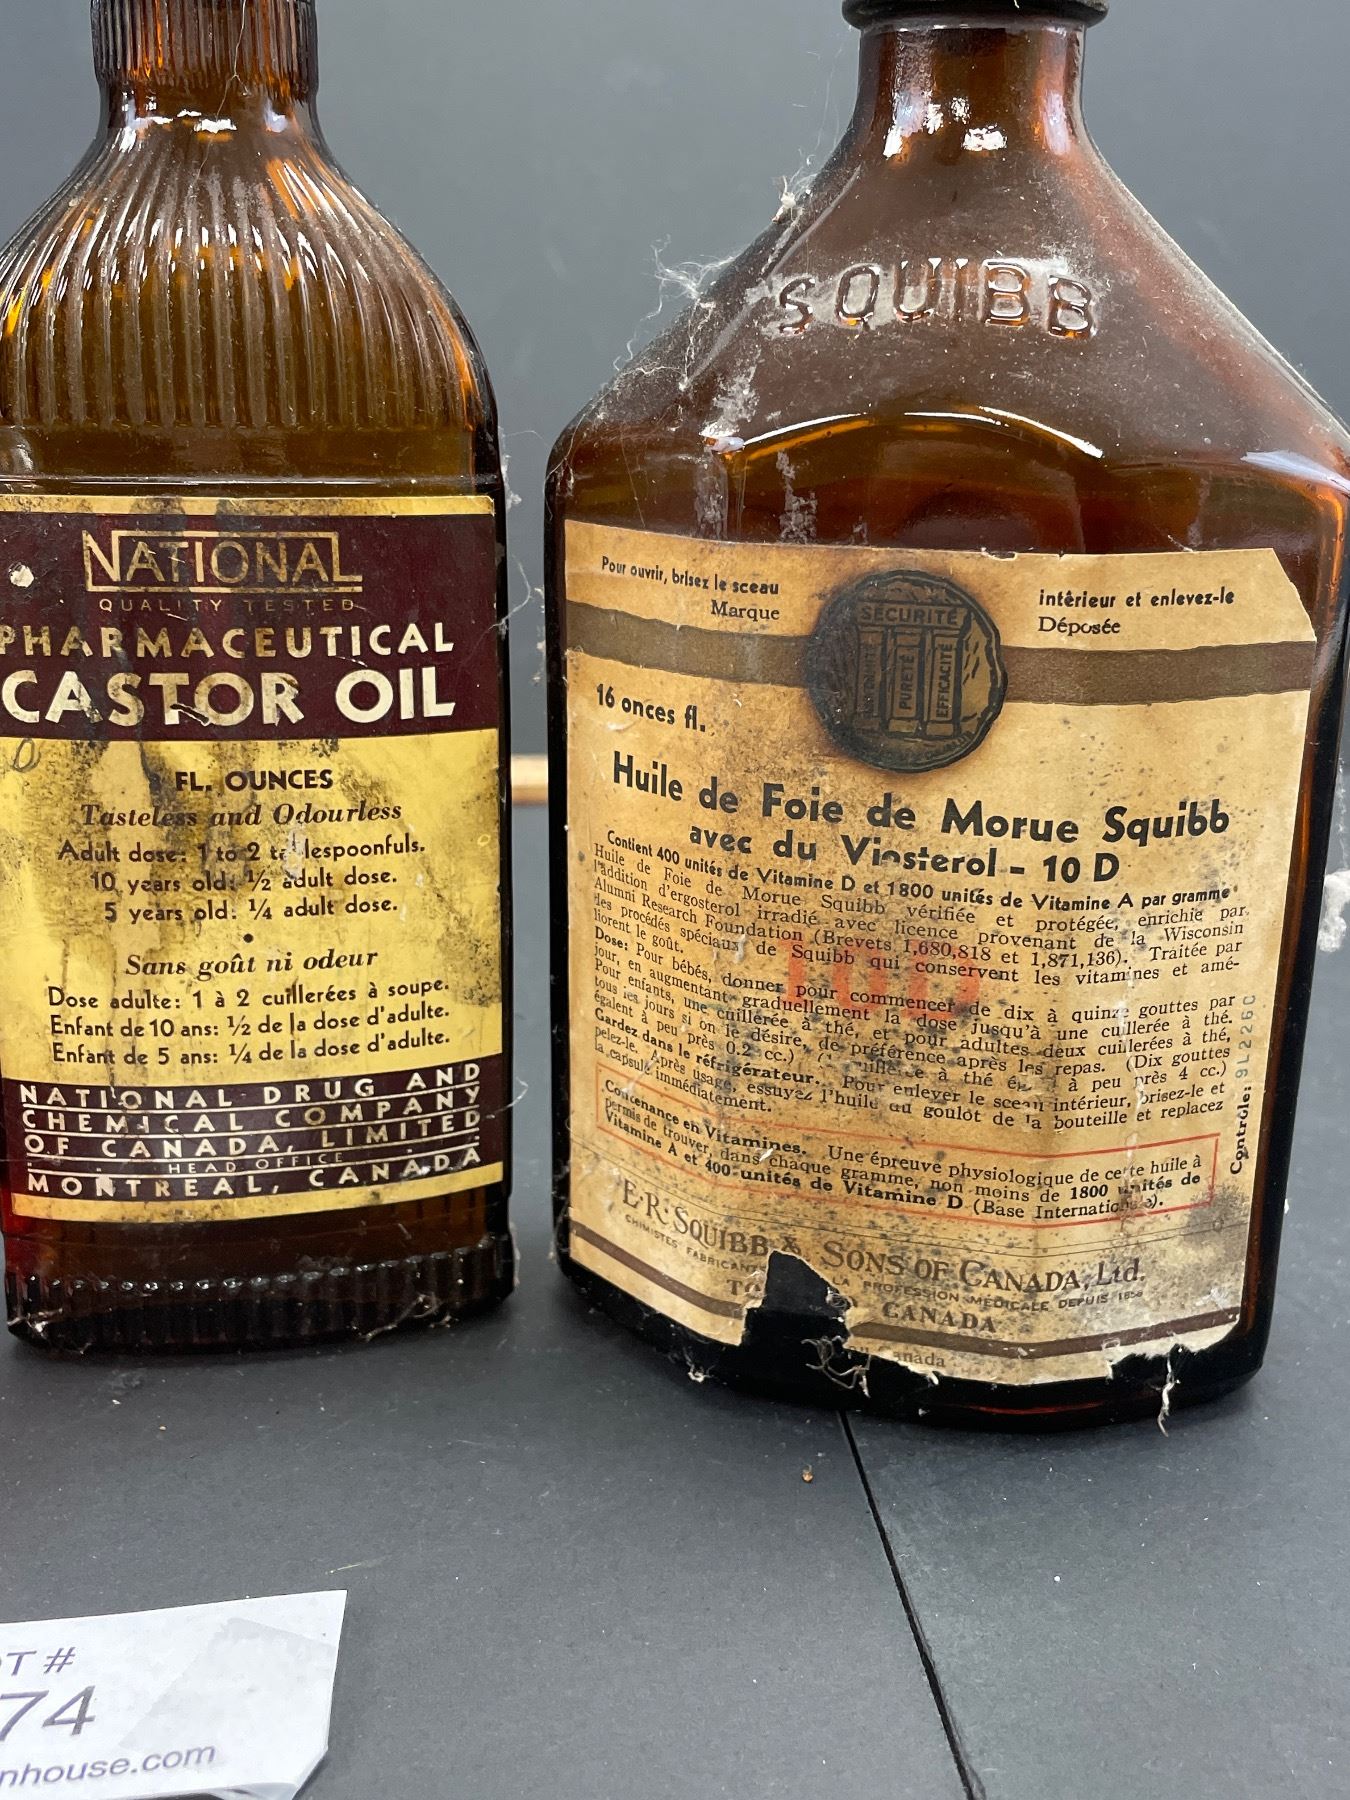 NATIONAL
QUALITY TESTED
PHARMACEUTICAL
CASTOR OIL
FL. OUNCES
Tasteless and Odourless
Adult dose: 1 to 2 tablespoonfuls.
10 years old: ½ adult dose.
5 years old: ¼ adult dose.
Sans goût ni odeur
Dose adulte: 1 à 2 cuillerées à soupe.
Enfant de 10 ans: ½ de la dose d'adulte.
Enfant de 5 ans: ¼ de la dose d'adulte.
NATIONAL DRUG AND
CHEMICAL COMPANY
OF CANADA, LIMITED
HEAD OFFICE
MONTREAL, CANADA
SQUIBB
Pour ouvrir, brisez le sceau intérieur et enlevez-le
Marque Déposée
SÉCURITÉ
PURETÉ
EFFICACITÉ
16 onces fl.
Huile de Foie de Morue Squibb
avec du Viosterol - 10 D
Contient 400 unités de Vitamine D et 1800 unités de Vitamine A par gramme
Huile de Foie de Morue Squibb vérifiée et protégée, enrichie par
l'addition d'ergosterol irradié avec licence provenant de la Wisconsin
Alumni Research Foundation (Brevets 1,680,818 et 1,871,136). Traitée par
des procédés spéciaux de Squibb qui conservent les vitamines et amé-
liorent le goût.
Dose: Pour bébés, donner pour commencer de dix à quinze gouttes par
jour, en augmentant graduellement la dose jusqu'à une cuillerée à thé.
Pour enfants, une cuillerée à thé, et pour adultes deux cuillerées à thé,
tous les jours si on le désire, de préférence après les repas. (Dix gouttes
égalent à peu près 0.2 cc.) à thé à peu près 4 cc.)
Gardez dans le réfrigérateur. Pour enlever le sceau intérieur, brisez-le et
pelez-le. Après usage, essuyez l'huile du goulot de la bouteille et replacez
la capsule immédiatement.
Contenance en Vitamines. Une épreuve physiologique de cette huile à
permis de trouver, dans chaque gramme, non moins de 1800 unités de
Vitamine A et 400 unités de Vitamine D (Base Internationale).
Contrôle: 9L226C
E·R·SQUIBB & SONS OF CANADA, Ltd.
CHIMISTES FABRICANTS LA PROFESSION MÉDICALE DEPUIS 1858
TO CANADA
au Canada
OT #
74
nhouse.com